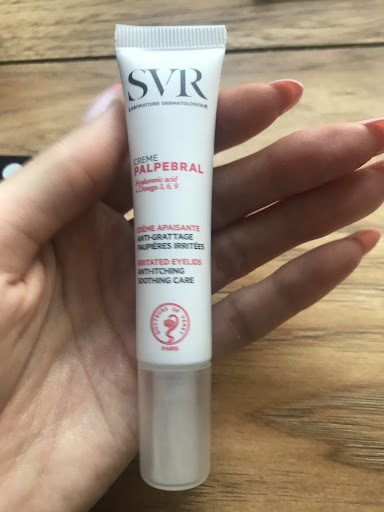 SVR
LABORATOIRE DERMATOLOGIQUE
CREME
PALPEBRAL
Hyaluronic acid
+ Omega 3, 6, 9
CRÈME APAISANTE
ANTI-GRATTAGE
PAUPIÈRES IRRITÉES
IRRITATED EYELIDS
ANTI-ITCHING
SOOTHING CARE
PARIS